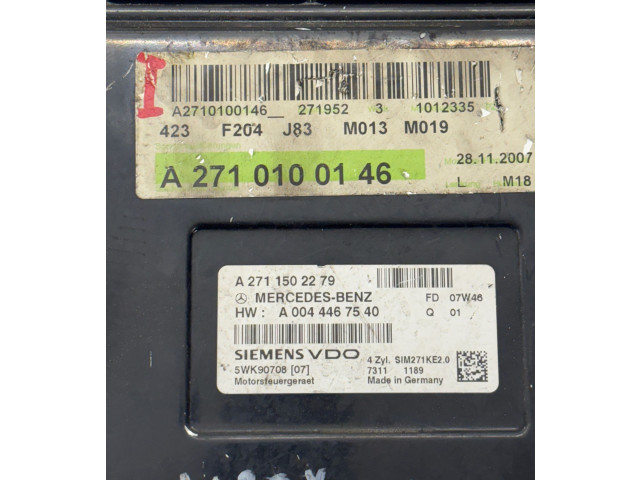 I
A2710100146__ 271952 3 1012335
423 F204 J83 M013 M019
A 271 010 01 46
28.11.2007
L M18
A 271 150 22 79
MERCEDES-BENZ FD 07W46
HW : A 004 446 75 40 Q 01
SIEMENS VDO 4 Zyl. SIM271KE2.0
5WK90708 [07] 7311 1189
Motorsteuergeraet Made in Germany